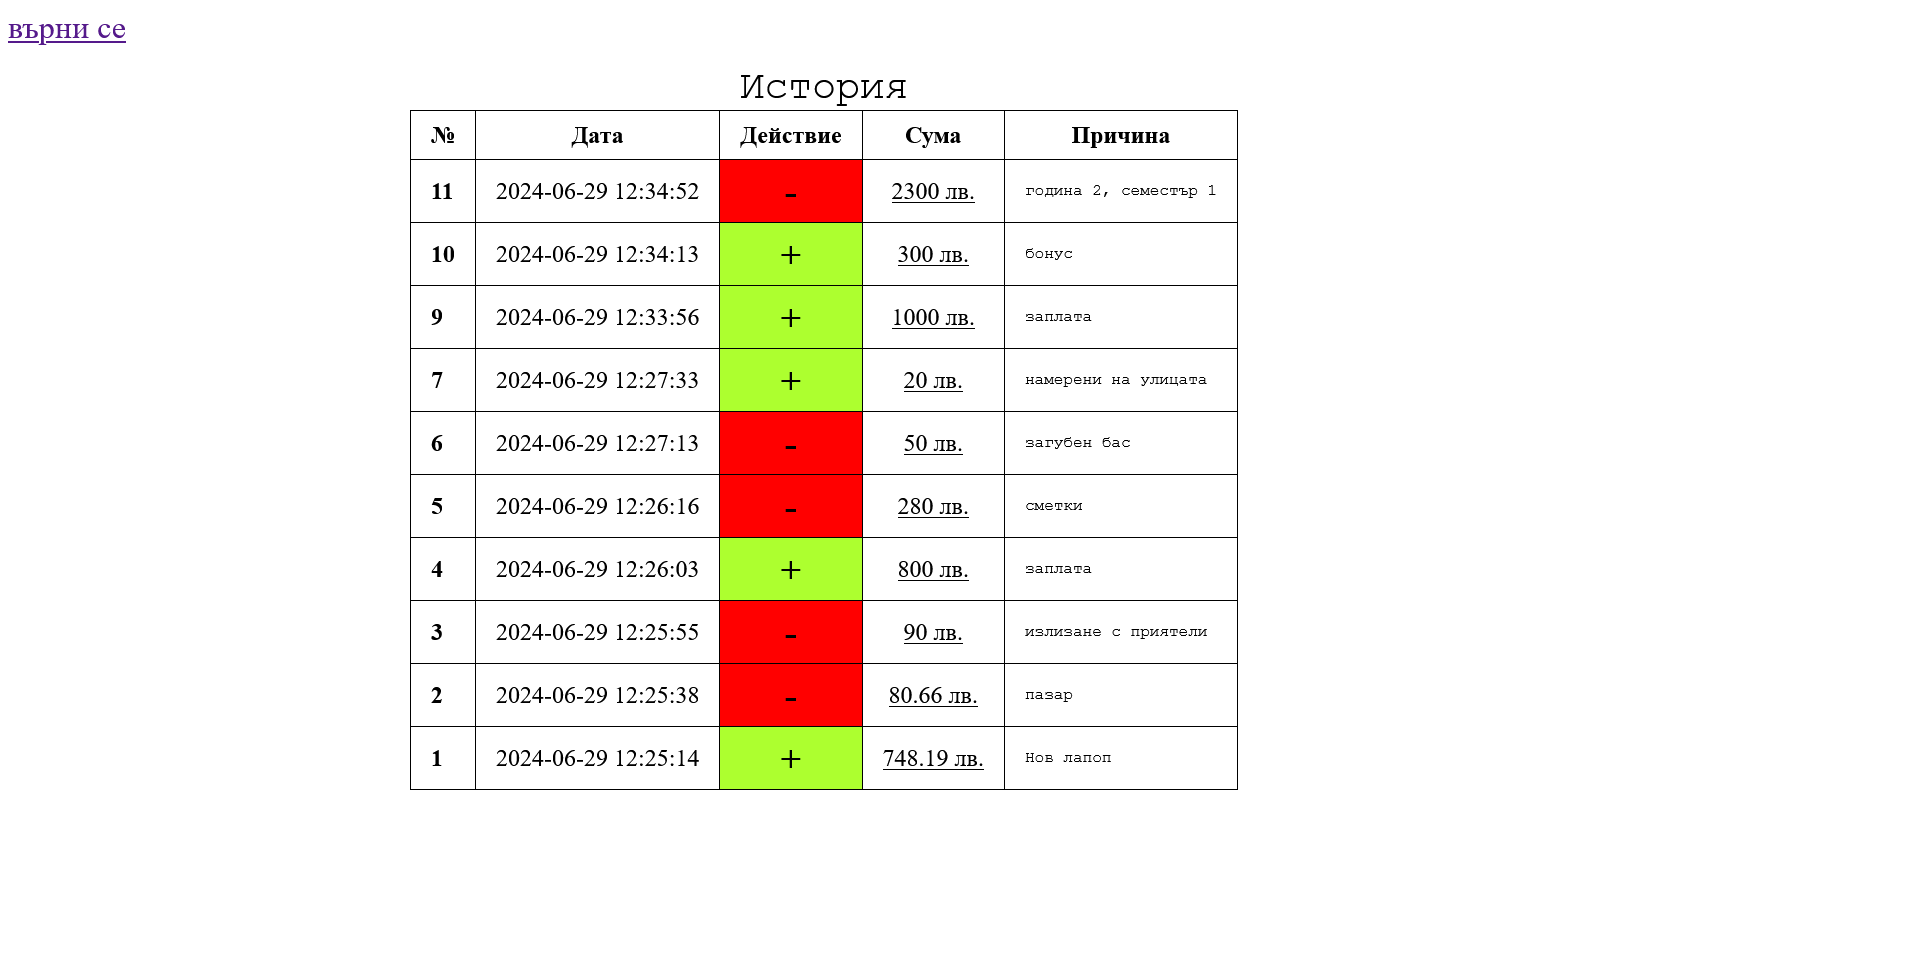 върни се
История
№ Дата Действие Сума Причина
11 2024-06-29 12:34:52 - 2300 лв. година 2, семестър 1
10 2024-06-29 12:34:13 + 300 лв. бонус
9 2024-06-29 12:33:56 + 1000 лв. заплата
7 2024-06-29 12:27:33 + 20 лв. намерени на улицата
6 2024-06-29 12:27:13 - 50 лв. загубен бас
5 2024-06-29 12:26:16 - 280 лв. сметки
4 2024-06-29 12:26:03 + 800 лв. заплата
3 2024-06-29 12:25:55 - 90 лв. излизане с приятели
2 2024-06-29 12:25:38 - 80.66 лв. пазар
1 2024-06-29 12:25:14 + 748.19 лв. Нов лапоп